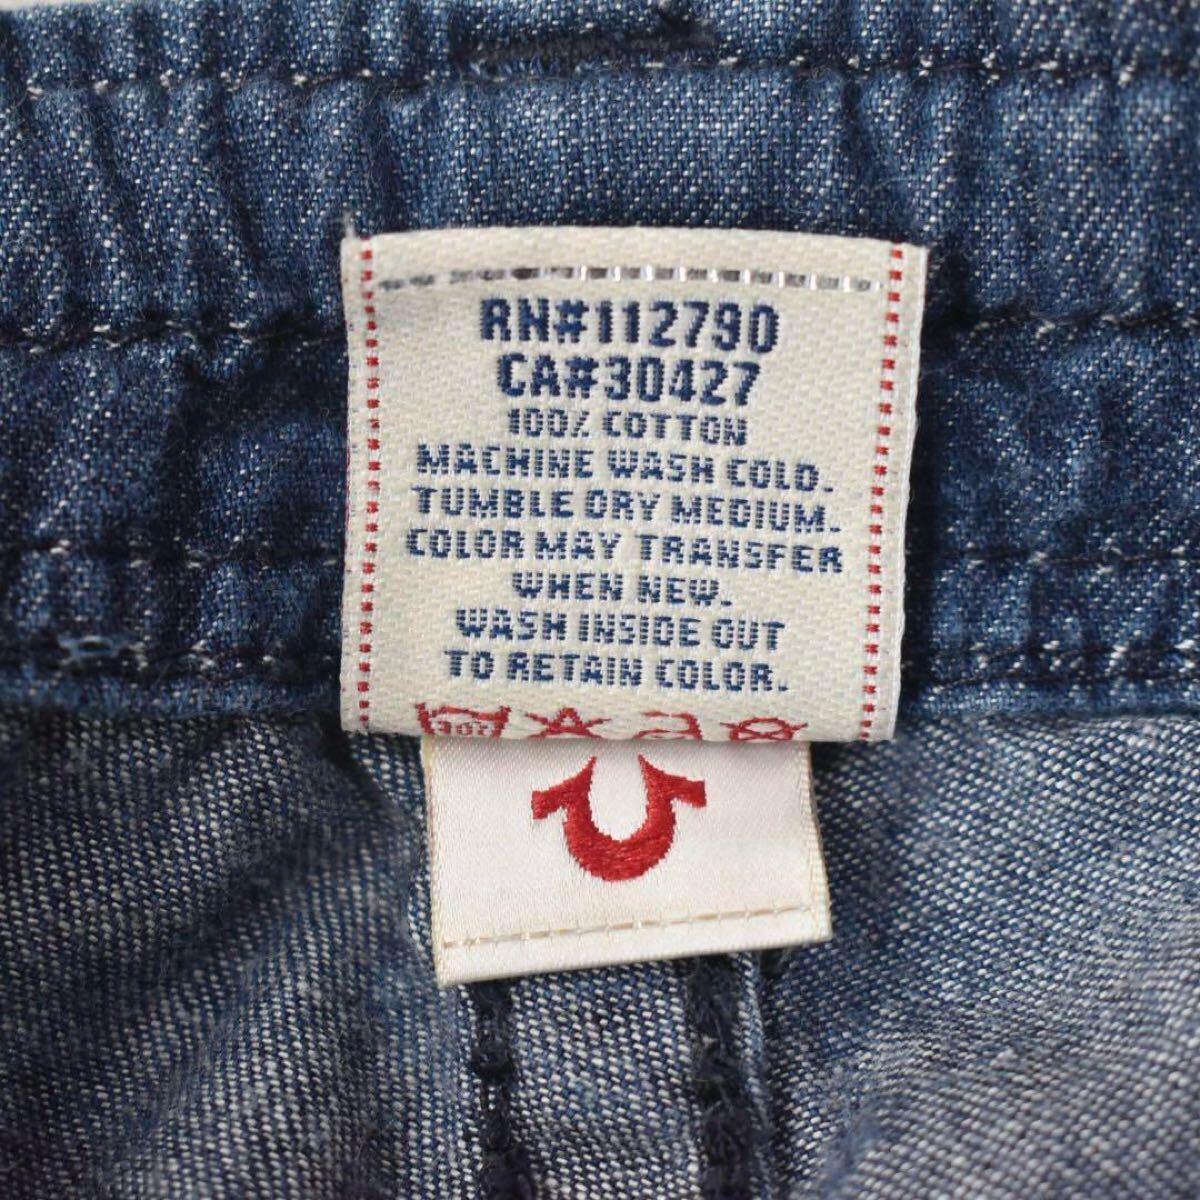 RN#112790
CA#30427
100% COTTON
MACHINE WASH COLD.
TUMBLE DRY MEDIUM.
COLOR MAY TRANSFER
WHEN NEW.
WASH INSIDE OUT
TO RETAIN COLOR.